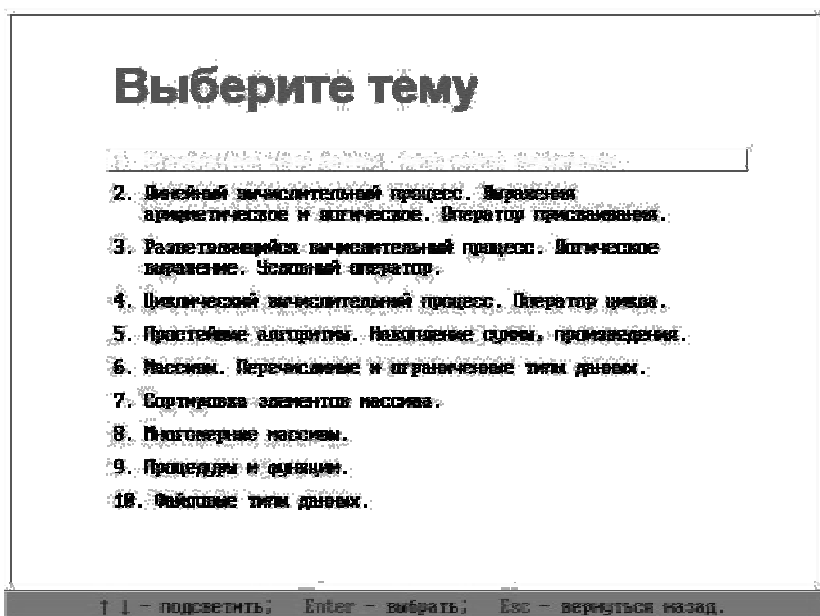 Выберите тему
1.
2. Линейный вычислительный процесс. Выражения
арифметическое и логическое. Оператор присваивания.
3. Разветвляющийся вычислительный процесс. Логическое
выражение. Условный оператор.
4. Циклический вычислительный процесс. Оператор цикла.
5. Простейшие алгоритмы. Накопление суммы, произведения.
6. Массивы. Перечислимые и ограниченные типы данных.
7. Сортировка элементов массива.
8. Многомерные массивы.
9. Процедуры и функции.
10. Файловые типы данных.
↑ ↓ - подсветить; Enter - выбрать; Esc - вернуться назад.